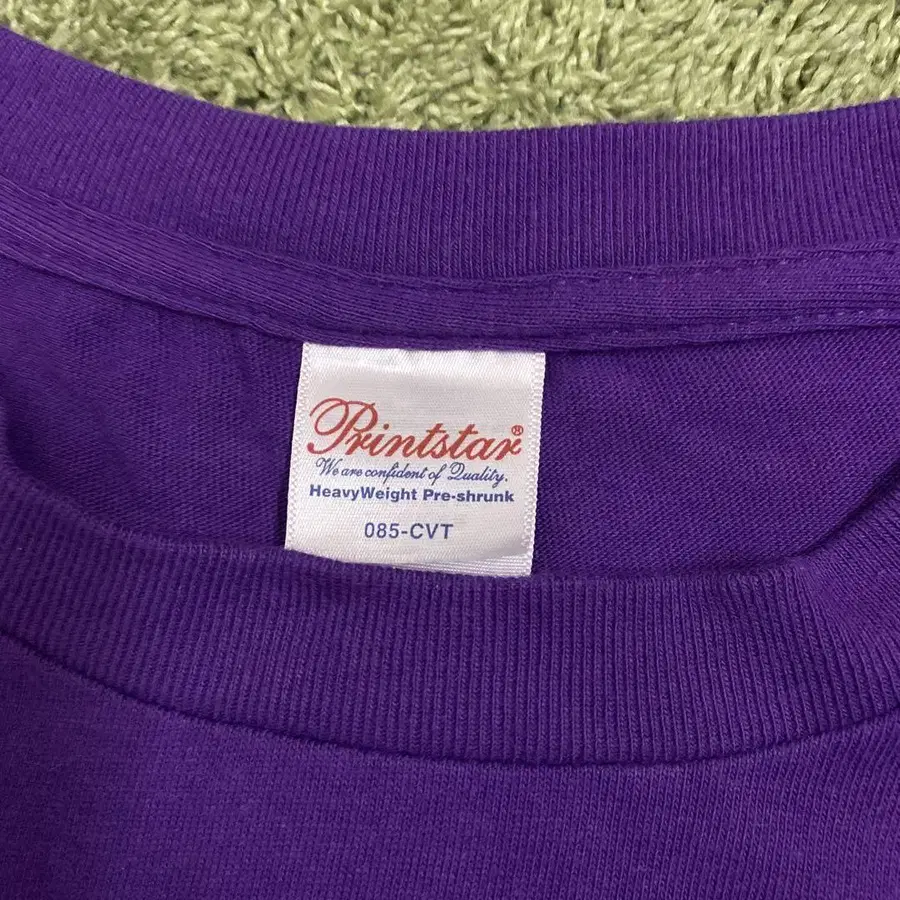 Printstar®
We are confident of Quality.
HeavyWeight Pre-shrunk
085-CVT